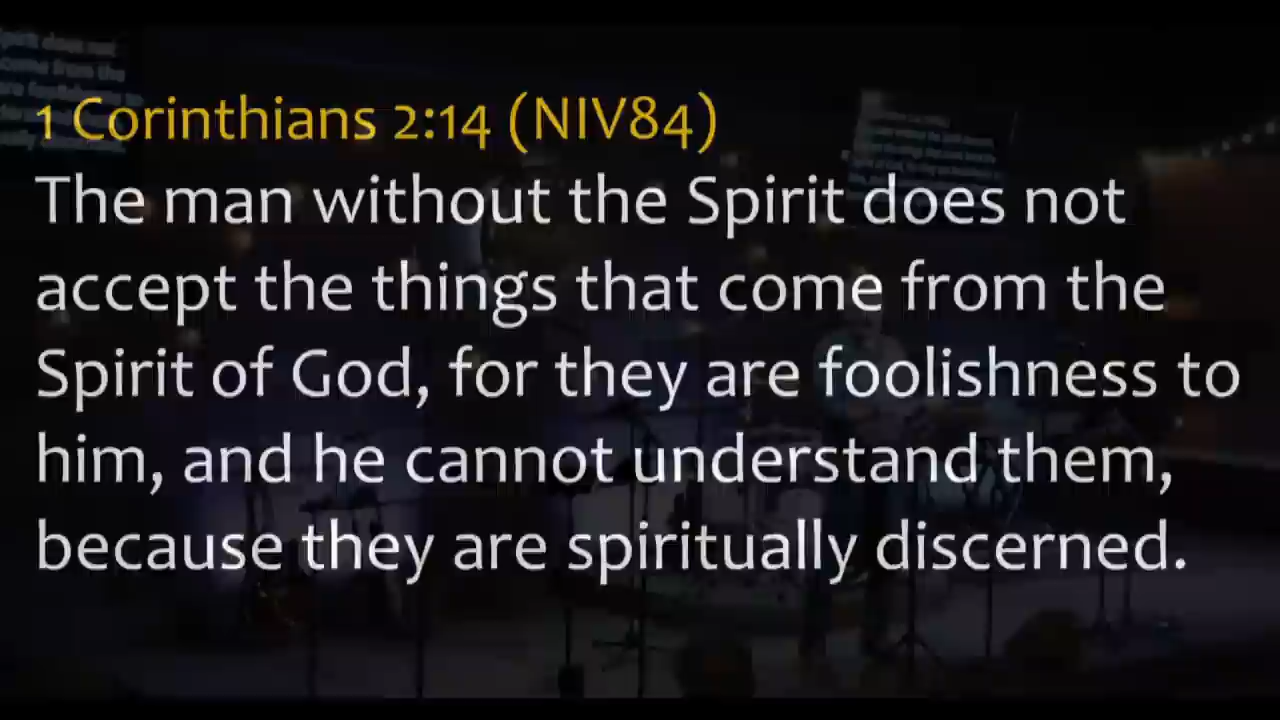 1 Corinthians 2:14 (NIV84)
The man without the Spirit does not
accept the things that come from the
Spirit of God, for they are foolishness to
him, and he cannot understand them,
because they are spiritually discerned.